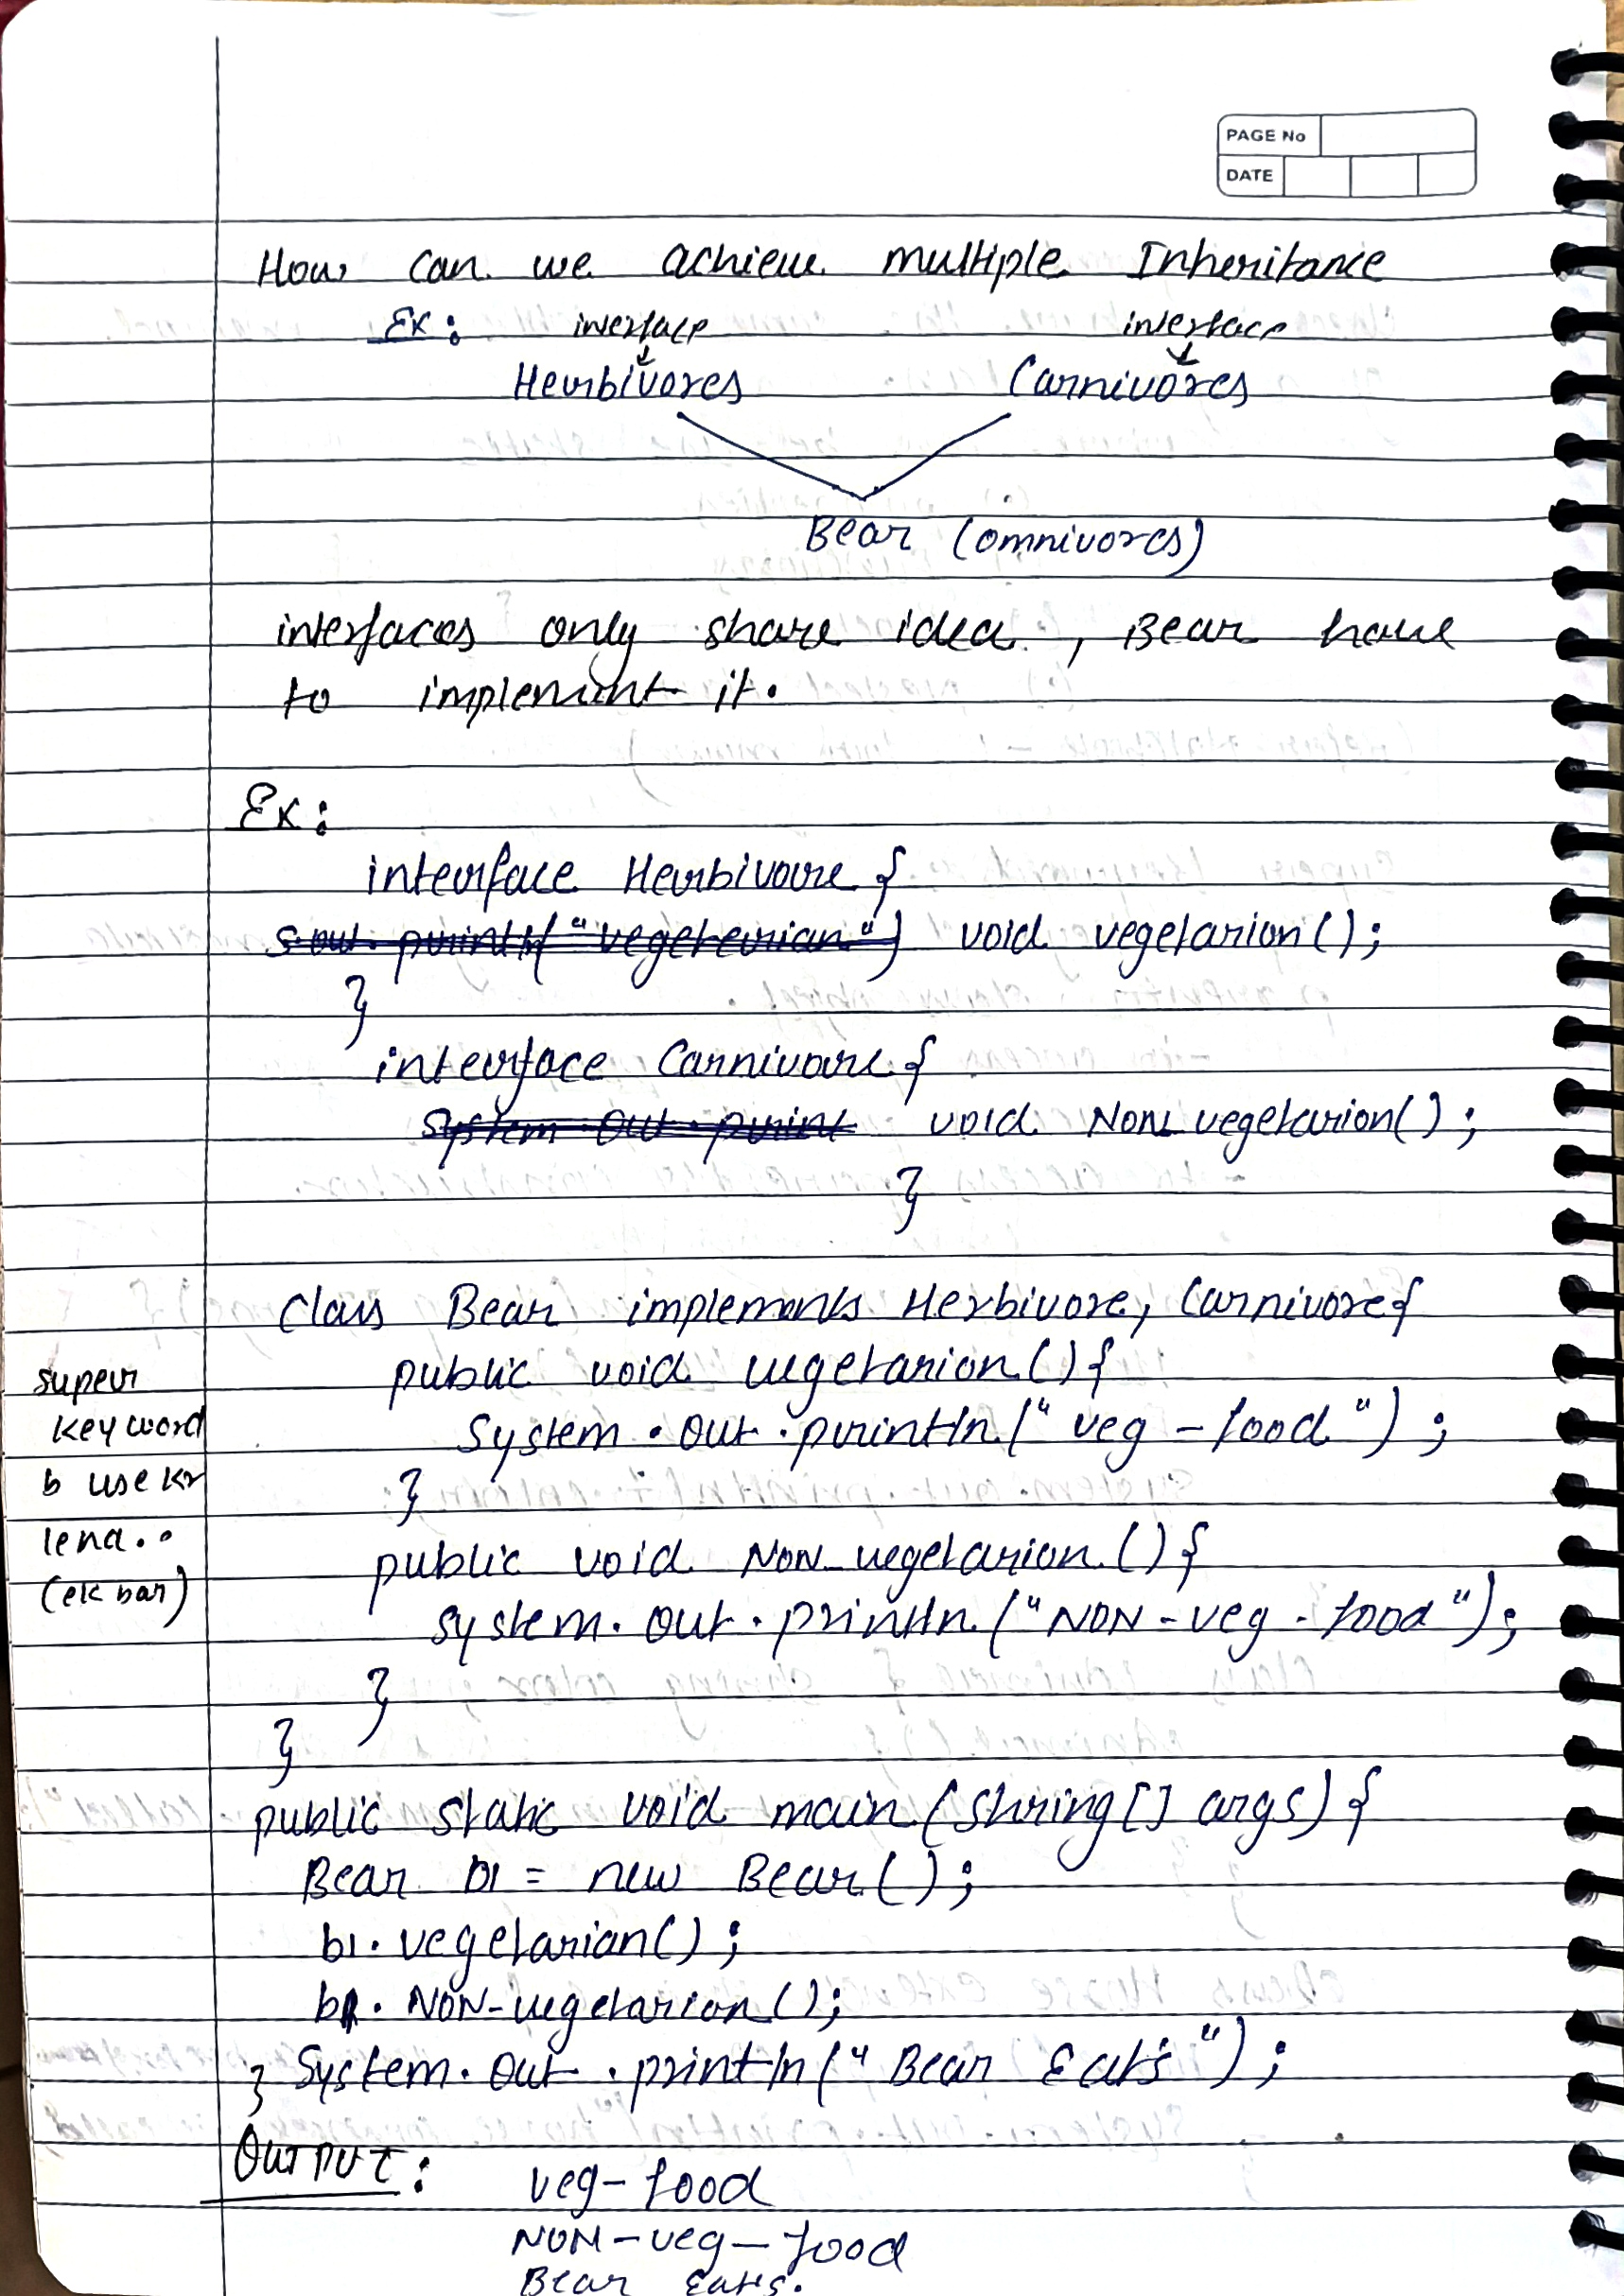 PAGE No
DATE
How can we achieve multiple Inheritance
Ex: interface interface
Herbivores Carnivores
Bear (omnivores)
interfaces only share idea, Bear have
to implement it.
Ex:
interface Herbivore {
s.out.println("vegeterian") void vegetarion();
}
interface Carnivore {
System.out.print void Non_vegetarion();
}
class Bear implements Herbivore, Carnivore{
public void vegetarion(){
System.out.println("veg-food");
}
public void Non_vegetarion(){
system.out.println("NON-veg-food");
}
}
super
keyword
b use kr
lena..
(ek bar)
public static void main(string[] args){
Bear b1 = new Bear();
b1.vegetarian();
b1.NON-vegetarion();
} System.out.println("Bear Eats");
OUTPUT:
veg-food
NON-veg-food
Bear Eats.